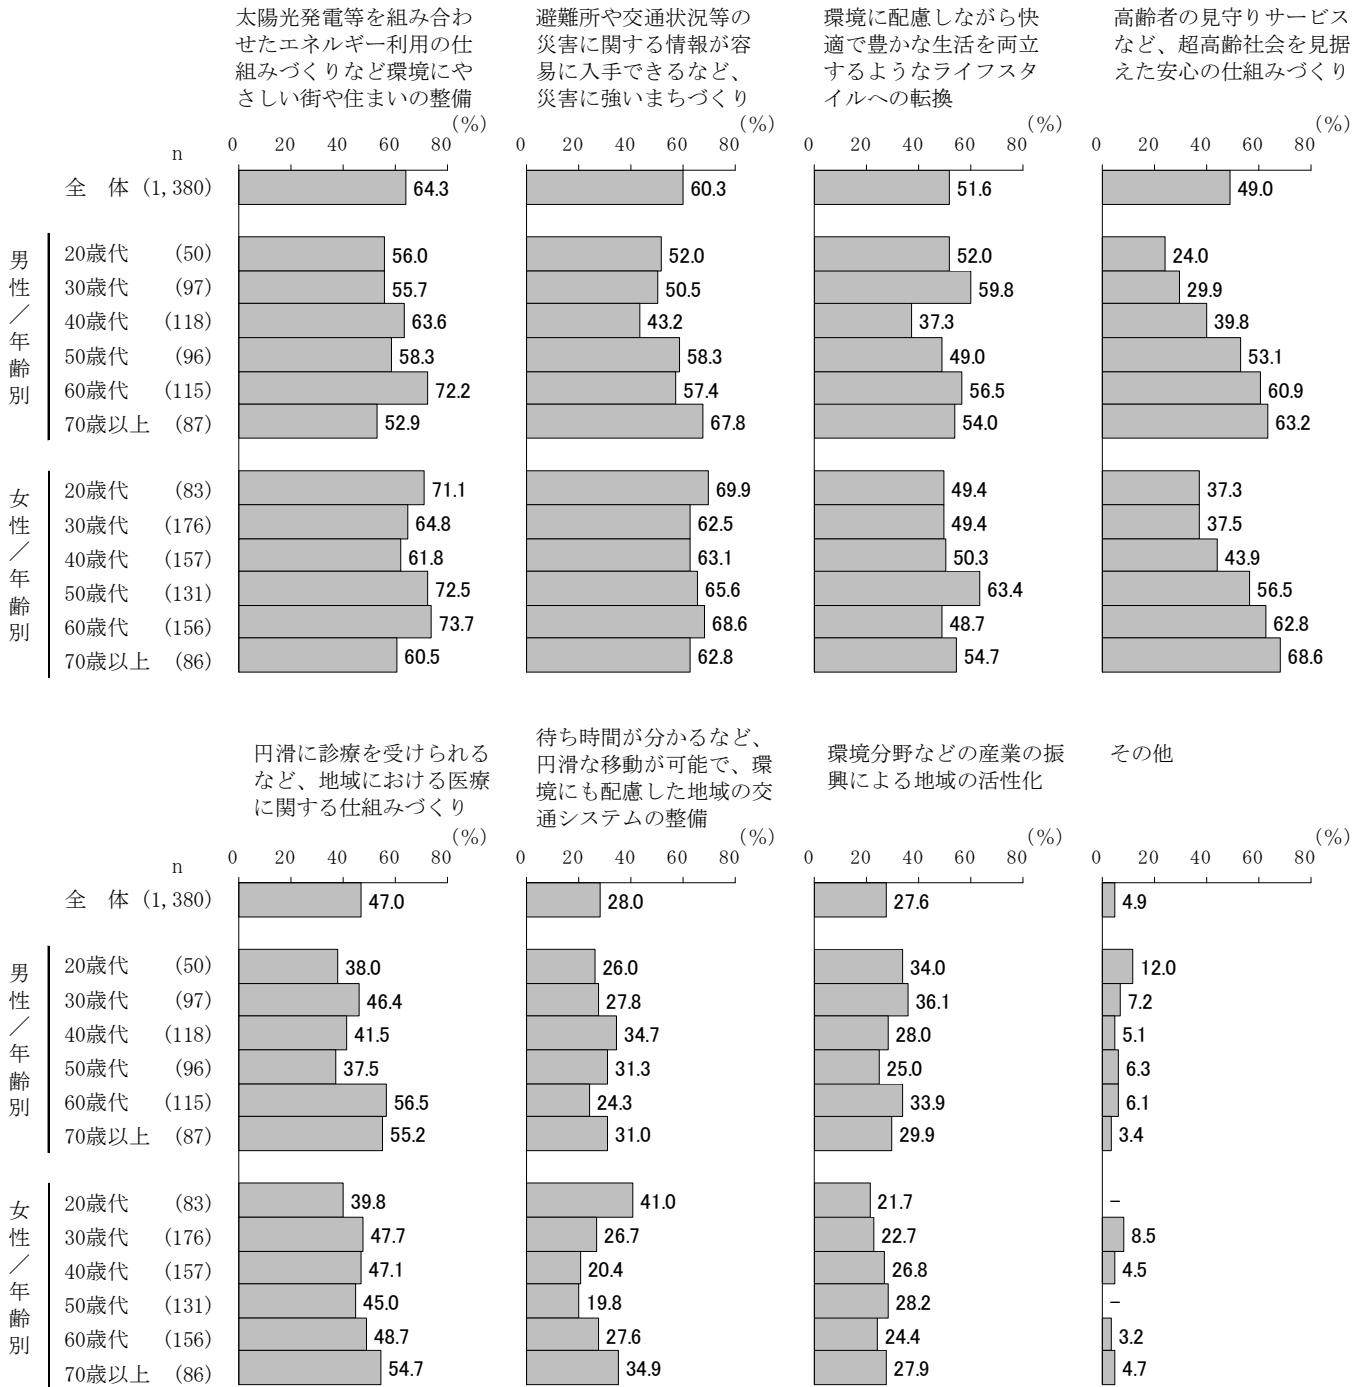 太陽光発電等を組み合わ
せたエネルギー利用の仕
組みづくりなど環境にや
さしい街や住まいの整備
避難所や交通状況等の
災害に関する情報が容
易に入手できるなど、
災害に強いまちづくり
環境に配慮しながら快
適で豊かな生活を両立
するようなライフスタ
イルへの転換
高齢者の見守りサービス
など、超高齢社会を見据
えた安心の仕組みづくり
(%) (%) (%) (%)
0 20 40 60 80 0 20 40 60 80 0 20 40 60 80 0 20 40 60 80
n
全 体 (1,380) 64.3 60.3 51.6 49.0
男性/年齢別
20歳代 (50) 56.0 52.0 52.0 24.0
30歳代 (97) 55.7 50.5 59.8 29.9
40歳代 (118) 63.6 43.2 37.3 39.8
50歳代 (96) 58.3 58.3 49.0 53.1
60歳代 (115) 72.2 57.4 56.5 60.9
70歳以上 (87) 52.9 67.8 54.0 63.2
女性/年齢別
20歳代 (83) 71.1 69.9 49.4 37.3
30歳代 (176) 64.8 62.5 49.4 37.5
40歳代 (157) 61.8 63.1 50.3 43.9
50歳代 (131) 72.5 65.6 63.4 56.5
60歳代 (156) 73.7 68.6 48.7 62.8
70歳以上 (86) 60.5 62.8 54.7 68.6
円滑に診療を受けられる
など、地域における医療
に関する仕組みづくり
待ち時間が分かるなど、
円滑な移動が可能で、環
境にも配慮した地域の交
通システムの整備
環境分野などの産業の振
興による地域の活性化
その他
(%) (%) (%) (%)
0 20 40 60 80 0 20 40 60 80 0 20 40 60 80 0 20 40 60 80
n
全 体 (1,380) 47.0 28.0 27.6 4.9
男性/年齢別
20歳代 (50) 38.0 26.0 34.0 12.0
30歳代 (97) 46.4 27.8 36.1 7.2
40歳代 (118) 41.5 34.7 28.0 5.1
50歳代 (96) 37.5 31.3 25.0 6.3
60歳代 (115) 56.5 24.3 33.9 6.1
70歳以上 (87) 55.2 31.0 29.9 3.4
女性/年齢別
20歳代 (83) 39.8 41.0 21.7 －
30歳代 (176) 47.7 26.7 22.7 8.5
40歳代 (157) 47.1 20.4 26.8 4.5
50歳代 (131) 45.0 19.8 28.2 －
60歳代 (156) 48.7 27.6 24.4 3.2
70歳以上 (86) 54.7 34.9 27.9 4.7